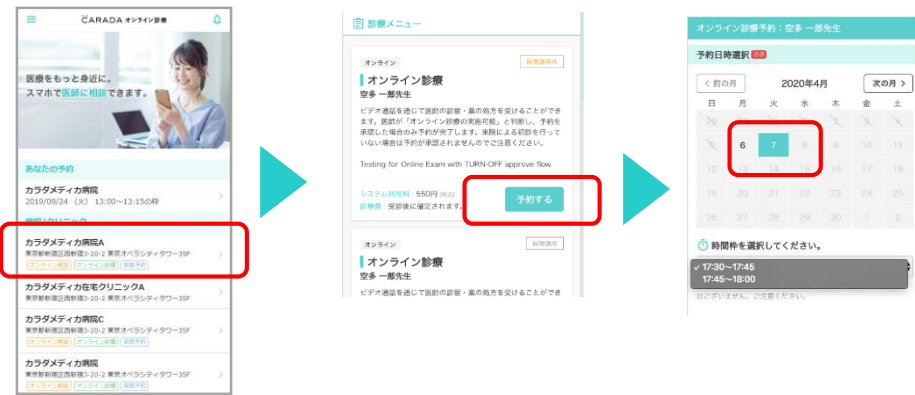 CARADA オンライン診療
医療をもっと身近に。
スマホで医師に相談できます。
あなたの予約
カラダメディカ病院
2019/09/24 (火) 13:00～13:15の枠
病院/クリニック
カラダメディカ病院A
東京都新宿区西新宿3-20-2 東京オペラシティタワー35F
オンライン相談 オンライン診療 来院予約
カラダメディカ在宅クリニックA
東京都新宿区西新宿3-20-2 東京オペラシティタワー35F
カラダメディカ病院C
東京都新宿区西新宿3-20-2 東京オペラシティタワー35F
オンライン相談 オンライン診療 来院予約
カラダメディカ病院
東京都新宿区西新宿3-20-2 東京オペラシティタワー35F
オンライン相談 オンライン診療 来院予約
診療メニュー
オンライン 保険適用外
オンライン診療
空多 一郎先生
ビデオ通話を通じて医師の診察・薬の処方を受けることができ
ます。医師が「オンライン診療の実施可能」と判断し、予約を
承認した場合のみ予約が完了します。来院による初診を行って
いない場合は予約が承認されませんのでご注意ください。
Testing for Online Exam with TURN-OFF approve flow
システム利用料：550円 (税込)
診療費：受診後に確定されます。
予約する
オンライン 保険適用
オンライン診療
空多 一郎先生
ビデオ通話を通じて医師の診察・薬の処方を受けることができ
オンライン診療予約：空多 一郎先生
予約日時選択 必須
< 前の月 2020年4月 次の月 >
日 月 火 水 木 金 土
29 30 31 1 2 3 4
5 6 7 8 9 10 11
12 13 14 15 16 17 18
19 20 21 22 23 24 25
26 27 28 29 30 1 2
時間枠を選択してください。
✓ 17:30～17:45
17:45～18:00
はございません。ご注意ください。